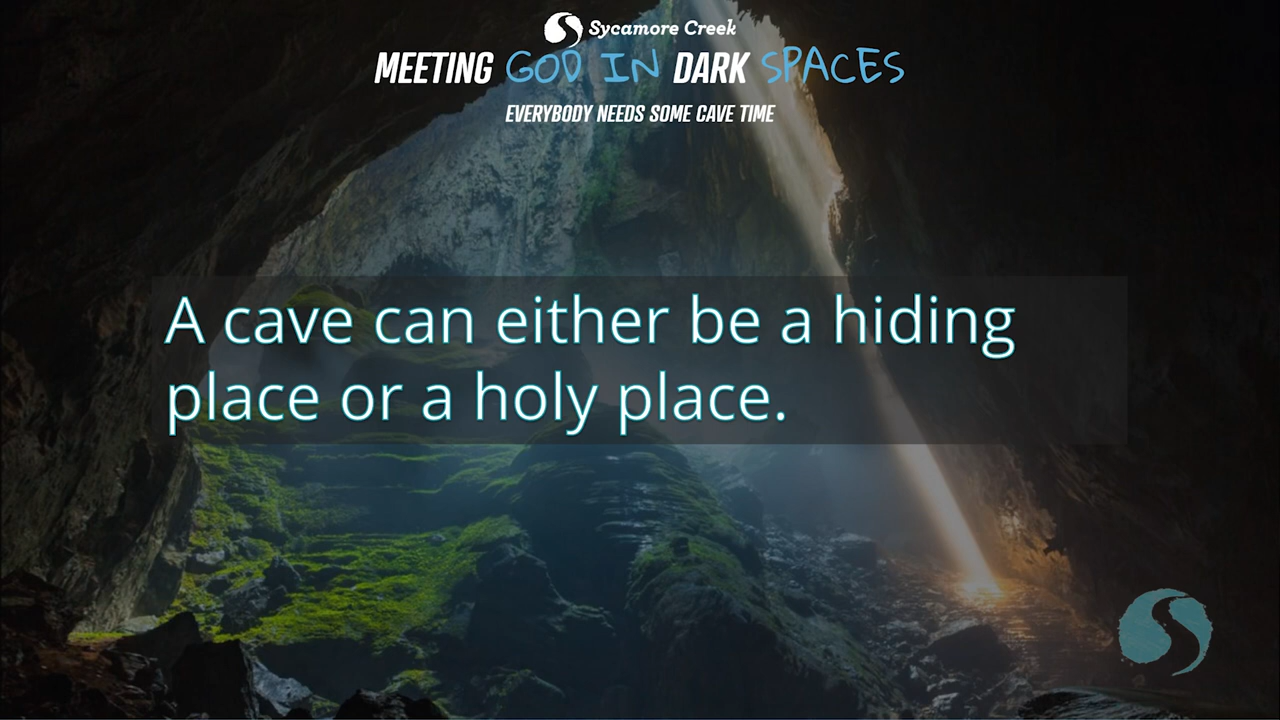 Sycamore Creek
MEETING GOD IN DARK SPACES
EVERYBODY NEEDS SOME CAVE TIME
A cave can either be a hiding
place or a holy place.